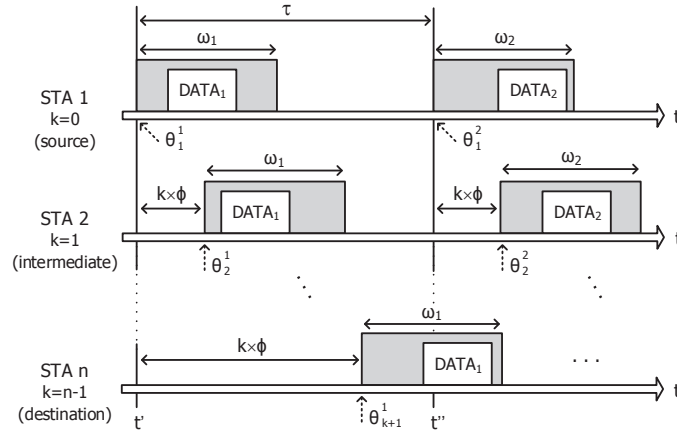 τ
ω1 ω2
STA 1
k=0
(source)
DATA1 DATA2 t
θ11 θ12
ω1 ω2
STA 2
k=1
(intermediate)
k×ϕ DATA1 k×ϕ DATA2 t
θ21 θ22
ω1
STA n
k=n-1
(destination)
k×ϕ DATA1 t
t' θk+11 t''